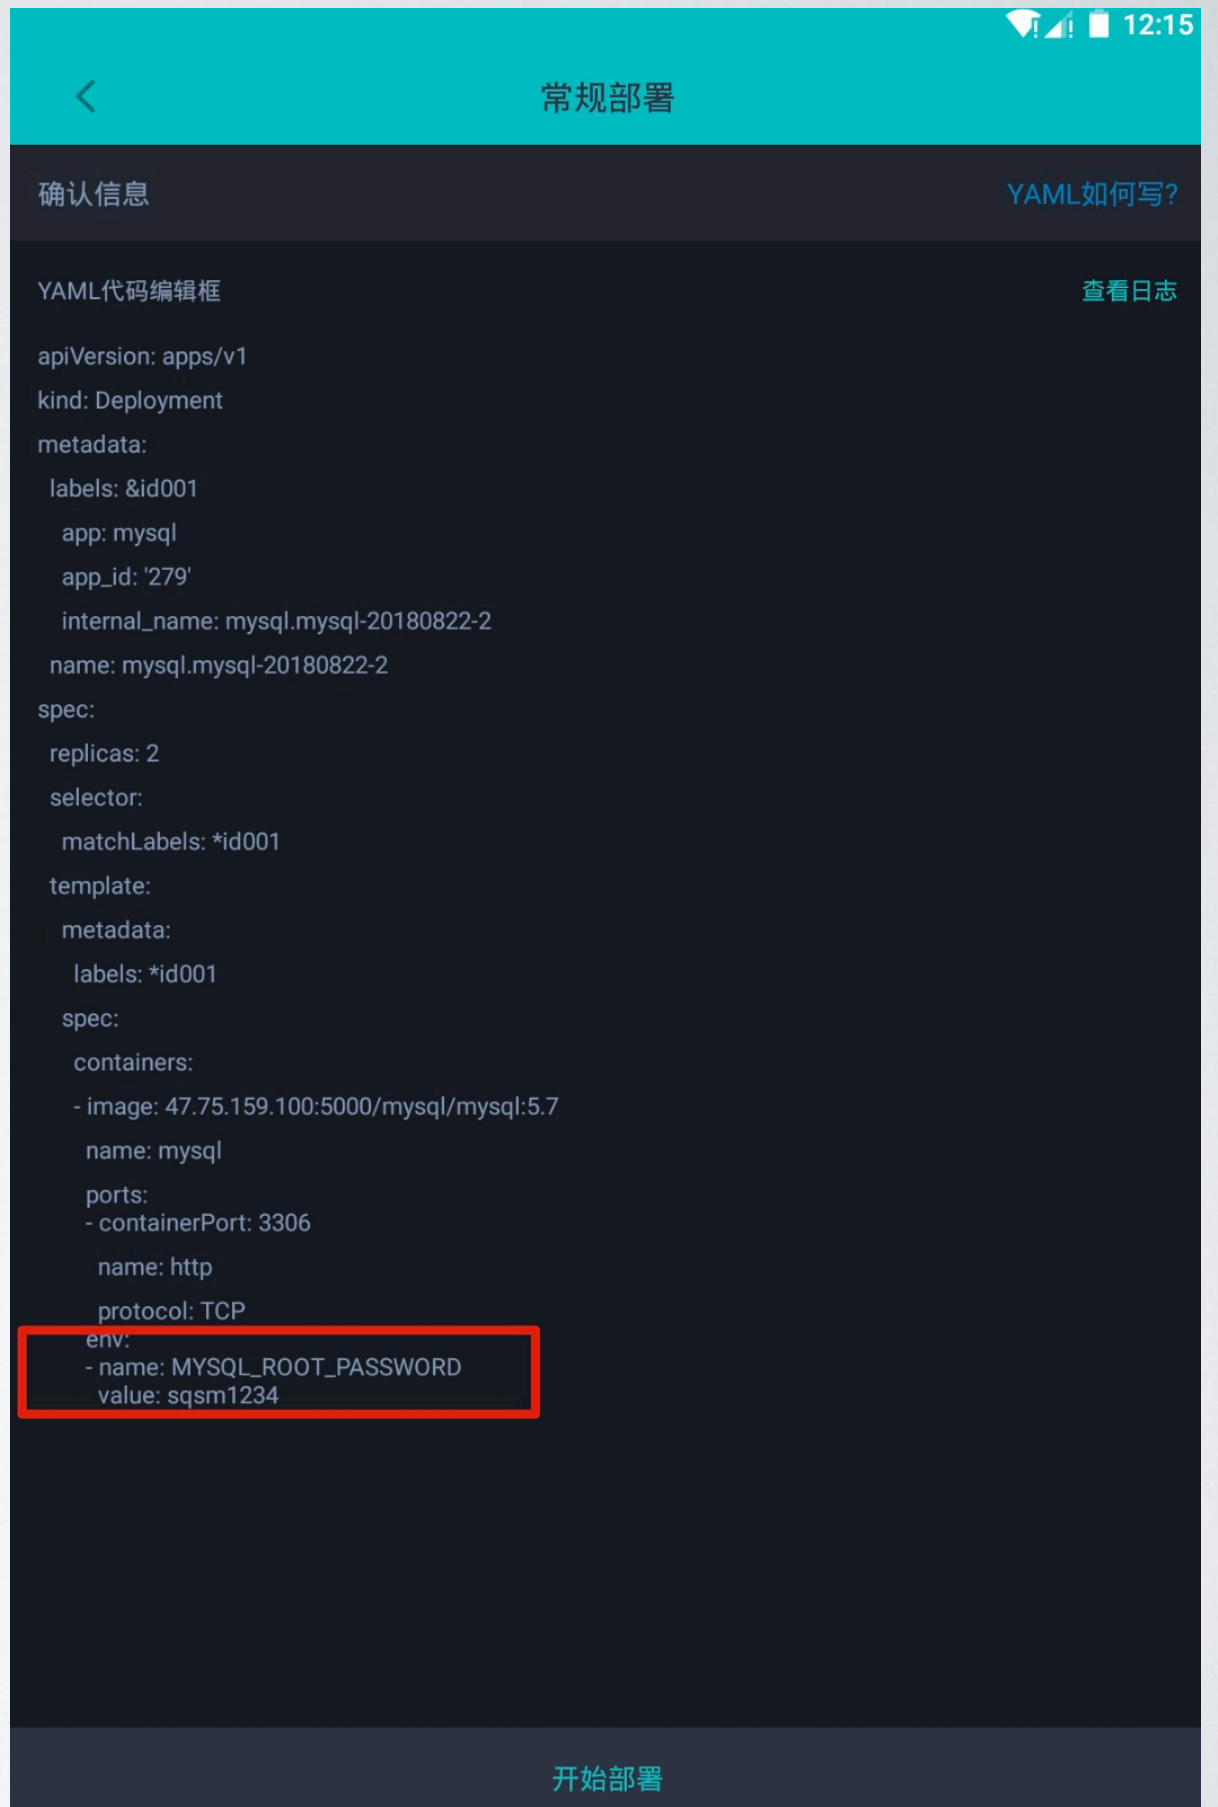 12:15
常规部署
确认信息
YAML如何写?
YAML代码编辑框
查看日志
apiVersion: apps/v1
kind: Deployment
metadata:
  labels: &id001
    app: mysql
    app_id: '279'
    internal_name: mysql.mysql-20180822-2
  name: mysql.mysql-20180822-2
spec:
  replicas: 2
  selector:
    matchLabels: *id001
  template:
    metadata:
      labels: *id001
    spec:
      containers:
      - image: 47.75.159.100:5000/mysql/mysql:5.7
        name: mysql
        ports:
        - containerPort: 3306
          name: http
          protocol: TCP
        env:
        - name: MYSQL_ROOT_PASSWORD
          value: sqsm1234
开始部署